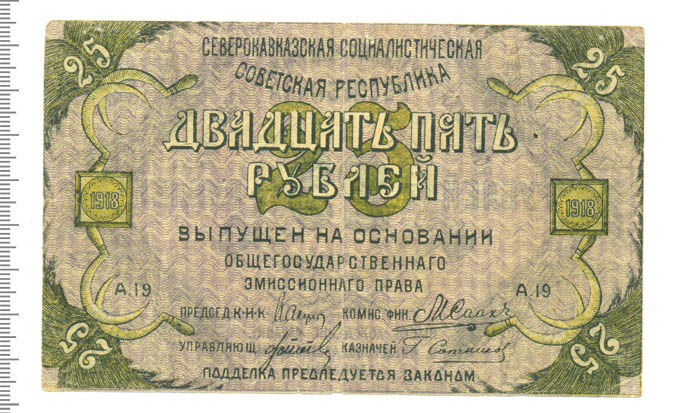 25 25
СЕВЕРОКАВКАЗСКАЯ СОЦИАЛИСТИЧЕСКАЯ
СОВЕТСКАЯ РЕСПУБЛИКА
25
ДВАДЦАТЬ ПЯТЬ
РУБЛЕЙ
1918 1918
ВЫПУЩЕН НА ОСНОВАНИИ
ОБЩЕГОСУДАРСТВЕННАГО
ЭМИССИОННАГО ПРАВА
А.19 А.19
ПРЕДСЕД.К-И-К. КОМИС ФИН.
УПРАВЛЯЮЩ. КАЗНАЧЕЙ
25 25
ПОДДЕЛКА ПРЕСЛЕДУЕТСЯ ЗАКОНОМ